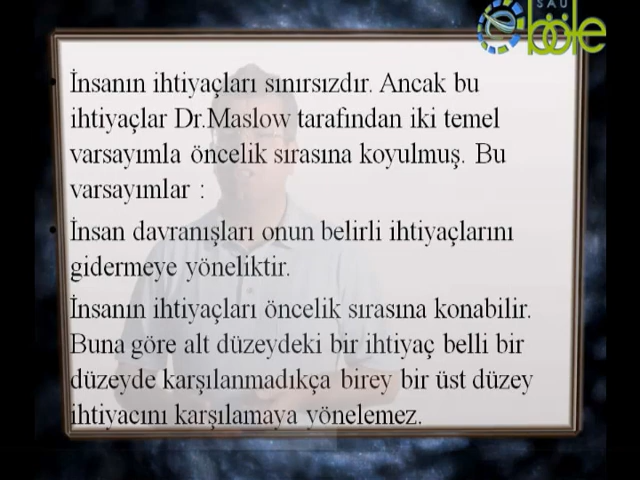 SAU
e
böte
İnsanın ihtiyaçları sınırsızdır. Ancak bu
ihtiyaçlar Dr.Maslow tarafından iki temel
varsayımla öncelik sırasına koyulmuş. Bu
varsayımlar :
İnsan davranışları onun belirli ihtiyaçlarını
gidermeye yöneliktir.
İnsanın ihtiyaçları öncelik sırasına konabilir.
Buna göre alt düzeydeki bir ihtiyaç belli bir
düzeyde karşılanmadıkça birey bir üst düzey
ihtiyacını karşılamaya yönelemez.